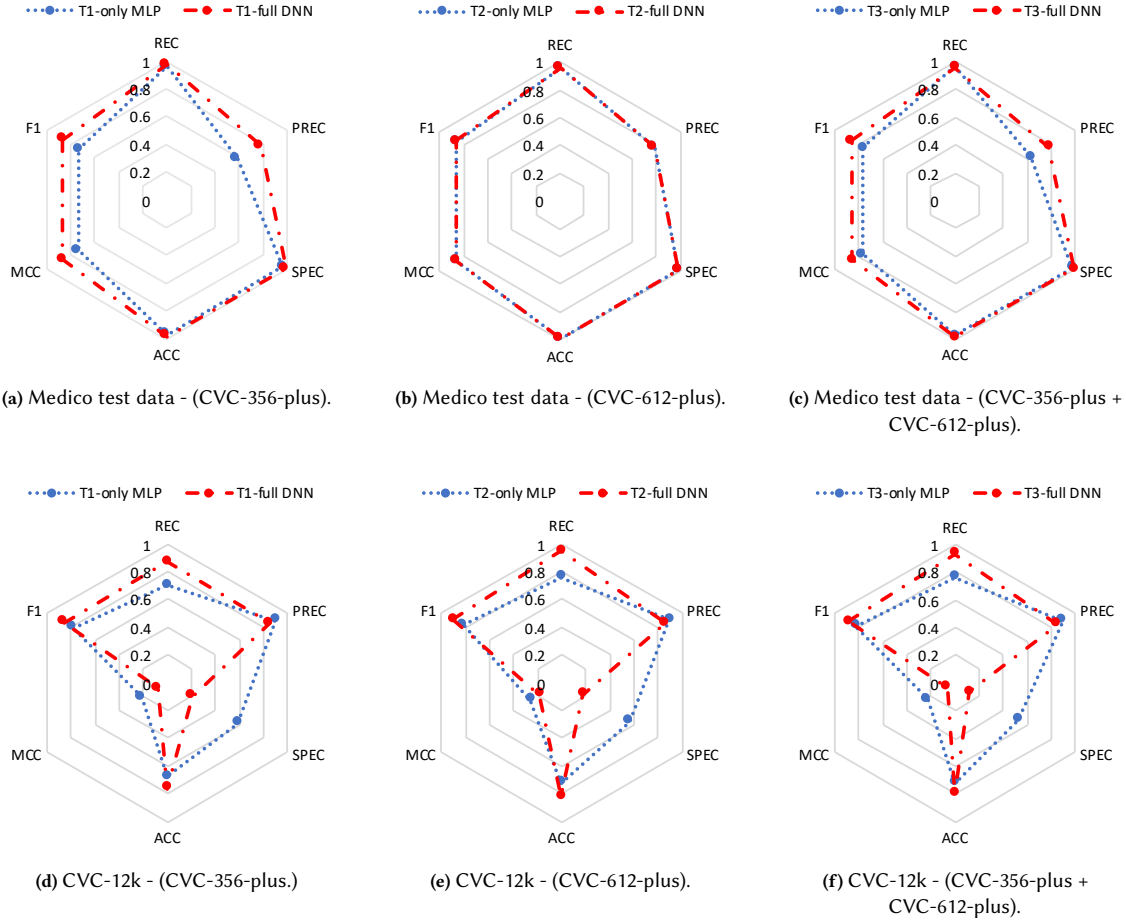 T1-only MLP T1-full DNN
REC
1
0.8
0.6
0.4
0.2
0
PREC
SPEC
ACC
MCC
F1
(a) Medico test data - (CVC-356-plus).
T2-only MLP T2-full DNN
REC
1
0.8
0.6
0.4
0.2
0
PREC
SPEC
ACC
MCC
F1
(b) Medico test data - (CVC-612-plus).
T3-only MLP T3-full DNN
REC
1
0.8
0.6
0.4
0.2
0
PREC
SPEC
ACC
MCC
F1
(c) Medico test data - (CVC-356-plus +
CVC-612-plus).
T1-only MLP T1-full DNN
REC
1
0.8
0.6
0.4
0.2
0
PREC
SPEC
ACC
MCC
F1
(d) CVC-12k - (CVC-356-plus.)
T2-only MLP T2-full DNN
REC
1
0.8
0.6
0.4
0.2
0
PREC
SPEC
ACC
MCC
F1
(e) CVC-12k - (CVC-612-plus).
T3-only MLP T3-full DNN
REC
1
0.8
0.6
0.4
0.2
0
PREC
SPEC
ACC
MCC
F1
(f) CVC-12k - (CVC-356-plus +
CVC-612-plus).